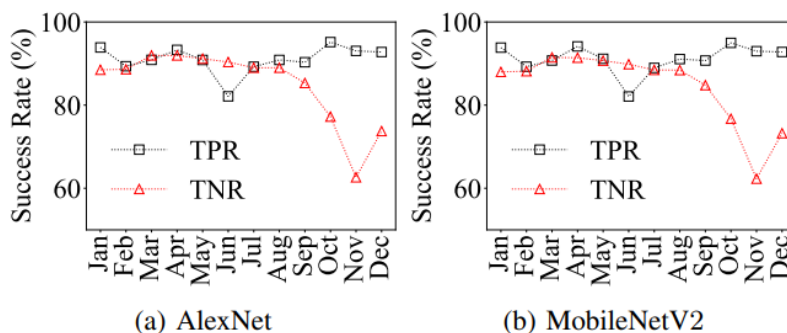 100
80
60
Success Rate (%)
TPR
TNR
Jan
Feb
Mar
Apr
May
Jun
Jul
Aug
Sep
Oct
Nov
Dec
(a) AlexNet
100
80
60
Success Rate (%)
TPR
TNR
Jan
Feb
Mar
Apr
May
Jun
Jul
Aug
Sep
Oct
Nov
Dec
(b) MobileNetV2